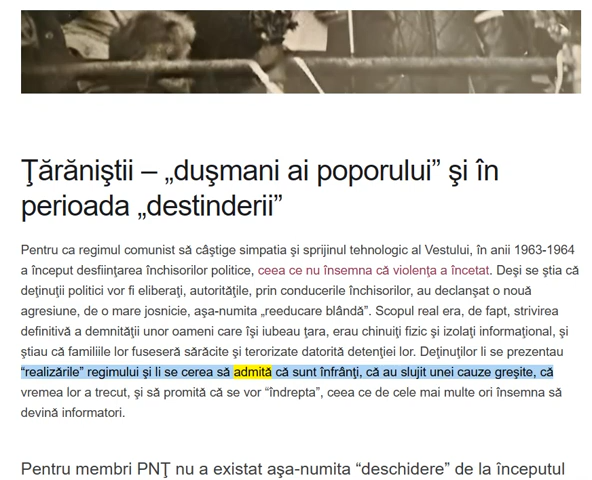 Ţărăniştii – „duşmani ai poporului” şi în
perioada „destinderii”
Pentru ca regimul comunist să câştige simpatia şi sprijinul tehnologic al Vestului, în anii 1963-1964
a început desfiinţarea închisorilor politice, ceea ce nu însemna că violenţa a încetat. Deşi se ştia că
deţinuţii politici vor fi eliberaţi, autorităţile, prin conducerile închisorilor, au declanşat o nouă
agresiune, de o mare josnicie, aşa-numita „reeducare blândă”. Scopul real era, de fapt, strivirea
definitivă a demnităţii unor oameni care îşi iubeau ţara, erau chinuiţi fizic şi izolaţi informaţional, şi
ştiau că familiile lor fuseseră sărăcite şi terorizate datorită detenţiei lor. Deţinuţilor li se prezentau
“realizările” regimului şi li se cerea să admită că sunt înfrânţi, că au slujit unei cauze greşite, că
vremea lor a trecut, şi să promită că se vor “îndrepta”, ceea ce de cele mai multe ori însemna să
devină informatori.
Pentru membri PNŢ nu a existat aşa-numita “deschidere” de la începutul